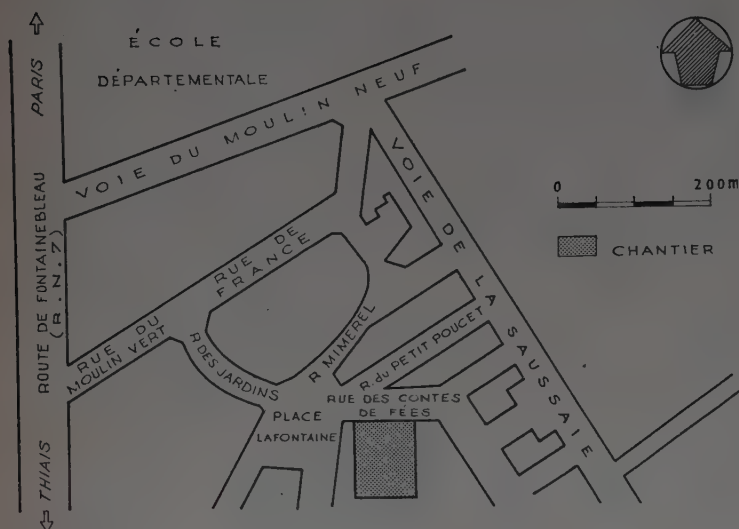 PARIS
ÉCOLE
DÉPARTEMENTALE
VOIE DU MOULIN NEUF
VOIE DE LA SAUSSAIE
0 200m
CHANTIER
ROUTE DE FONTAINEBLEAU
(R.N.7)
RUE DE
FRANCE
RUE DU
MOULIN VERT
R DES JARDINS
R MIMEREL
R. du PETIT POUCET
RUE DES CONTES
DE FÉES
PLACE
LAFONTAINE
THIAIS